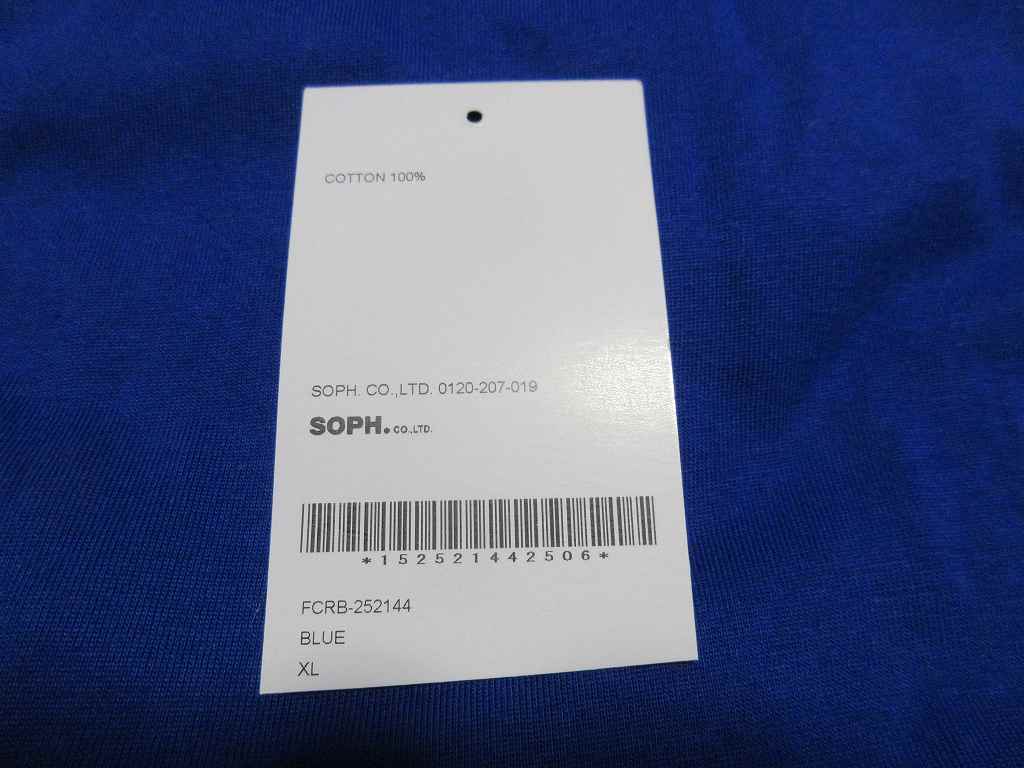 COTTON 100%
SOPH. CO.,LTD. 0120-207-019
SOPH. CO.,LTD.
*152521442506*
FCRB-252144
BLUE
XL